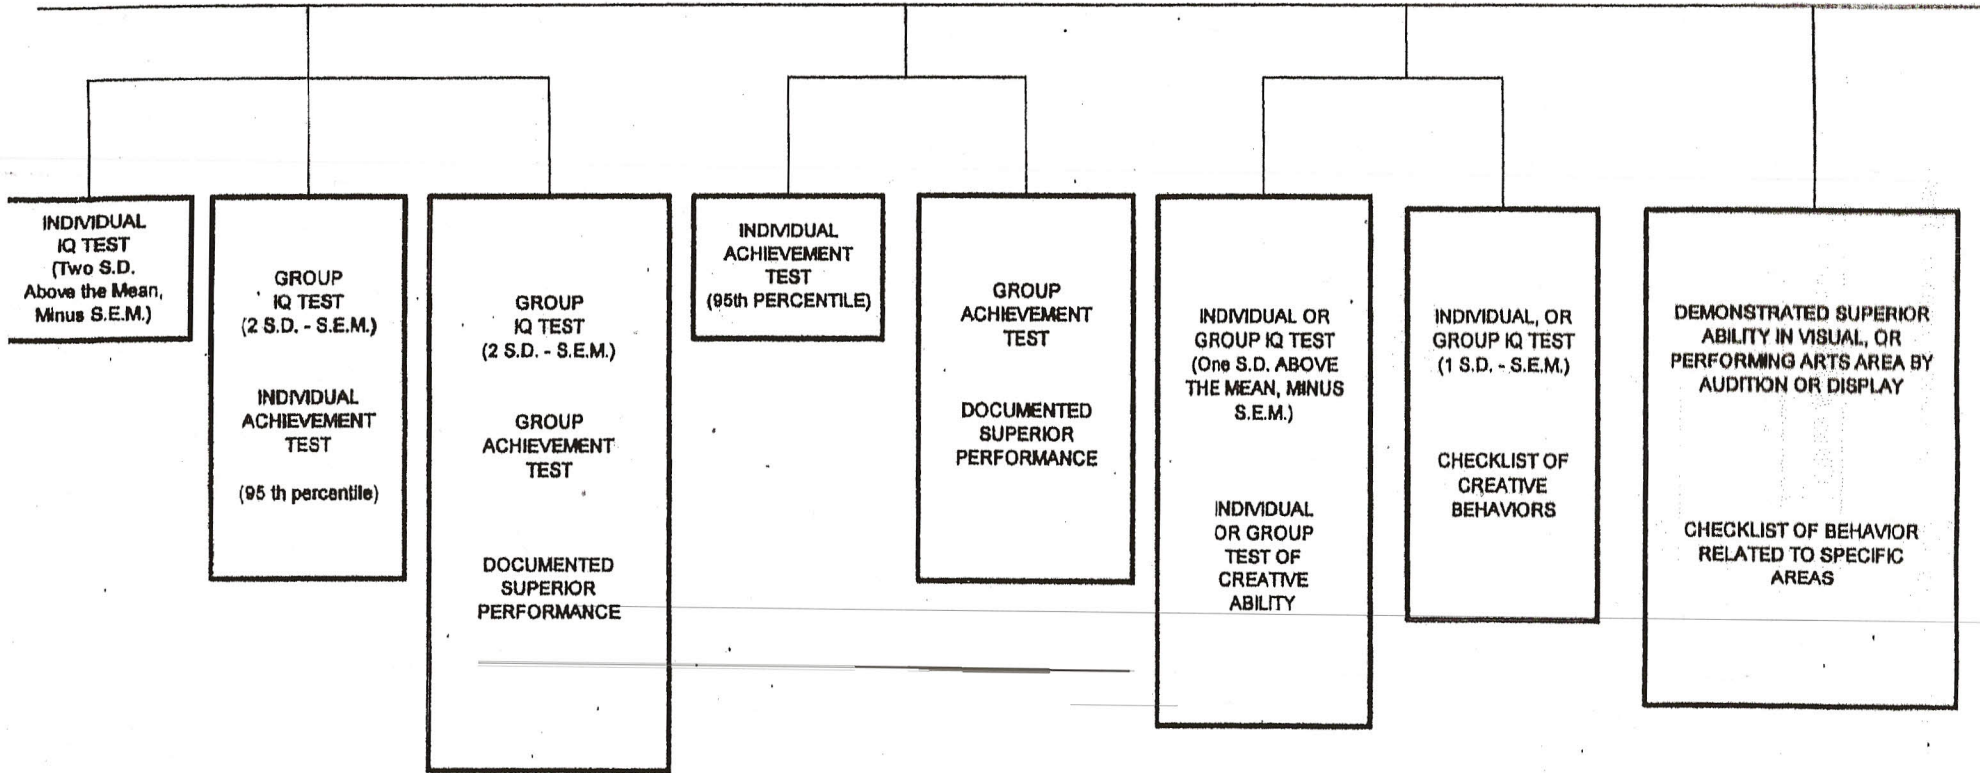 INDIVIDUAL
IQ TEST
(Two S.D.
Above the Mean,
Minus S.E.M.)
GROUP
IQ TEST
(2 S.D. - S.E.M.)
INDIVIDUAL
ACHIEVEMENT
TEST
(95 th percentile)
GROUP
IQ TEST
(2 S.D. - S.E.M.)
GROUP
ACHIEVEMENT
TEST
DOCUMENTED
SUPERIOR
PERFORMANCE
INDIVIDUAL
ACHIEVEMENT
TEST
(95th PERCENTILE)
GROUP
ACHIEVEMENT
TEST
DOCUMENTED
SUPERIOR
PERFORMANCE
INDIVIDUAL OR
GROUP IQ TEST
(One S.D. ABOVE
THE MEAN, MINUS
S.E.M.)
INDIVIDUAL
OR GROUP
TEST OF
CREATIVE
ABILITY
INDIVIDUAL, OR
GROUP IQ TEST
(1 S.D. - S.E.M.)
CHECKLIST OF
CREATIVE
BEHAVIORS
DEMONSTRATED SUPERIOR
ABILITY IN VISUAL, OR
PERFORMING ARTS AREA BY
AUDITION OR DISPLAY
CHECKLIST OF BEHAVIOR
RELATED TO SPECIFIC
AREAS